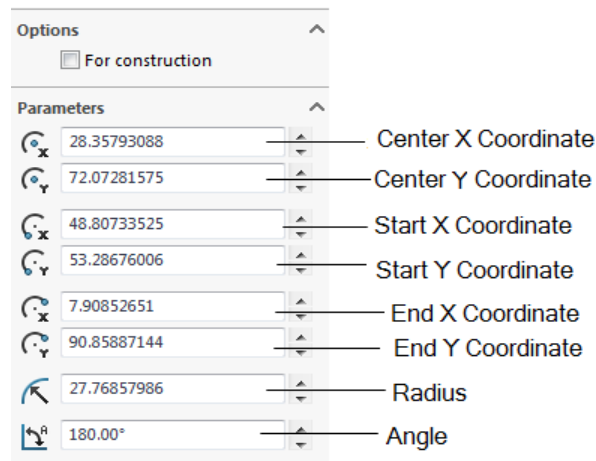 Options
For construction
Parameters
X 28.35793088 Center X Coordinate
Y 72.07281575 Center Y Coordinate
X 48.80733525 Start X Coordinate
Y 53.28676006 Start Y Coordinate
X 7.90852651 End X Coordinate
Y 90.85887144 End Y Coordinate
27.76857986 Radius
A 180.00° Angle